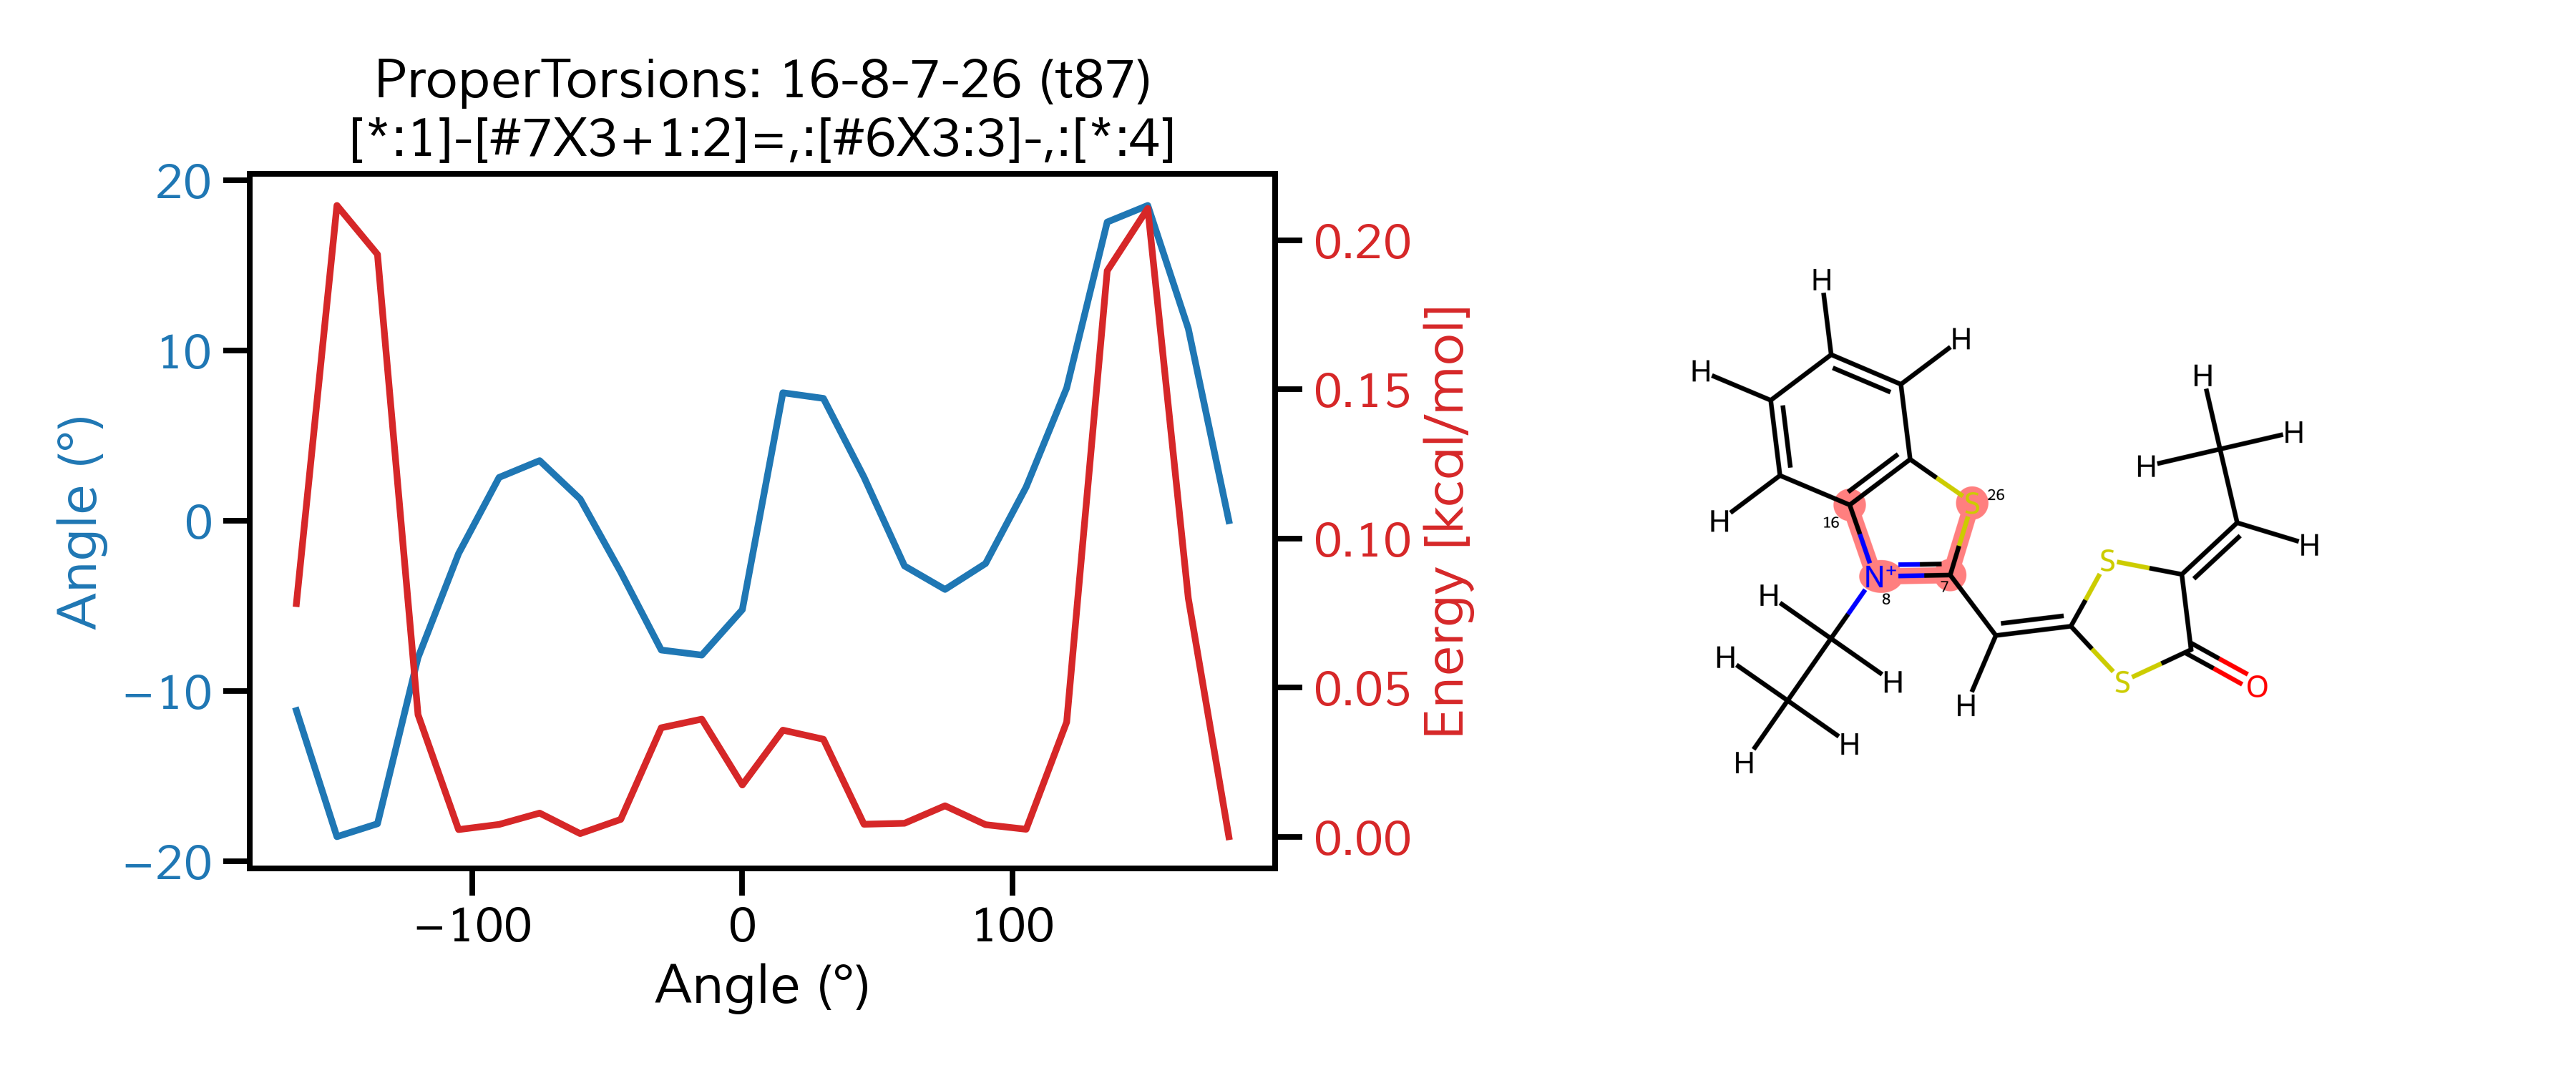 ProperTorsions: 16-8-7-26 (t87)
[*:1]-[#7X3+1:2]=,:[#6X3:3]-,:[*:4]
20
10
0
−10
−20
Angle (°)
−100
0
100
Angle (°)
0.20
0.15
0.10
0.05
0.00
Energy [kcal/mol]
H
H
H
H
H
H
H
S 26
16
H
S
H
N+
8
7
H
H
S
O
H
H
H
H